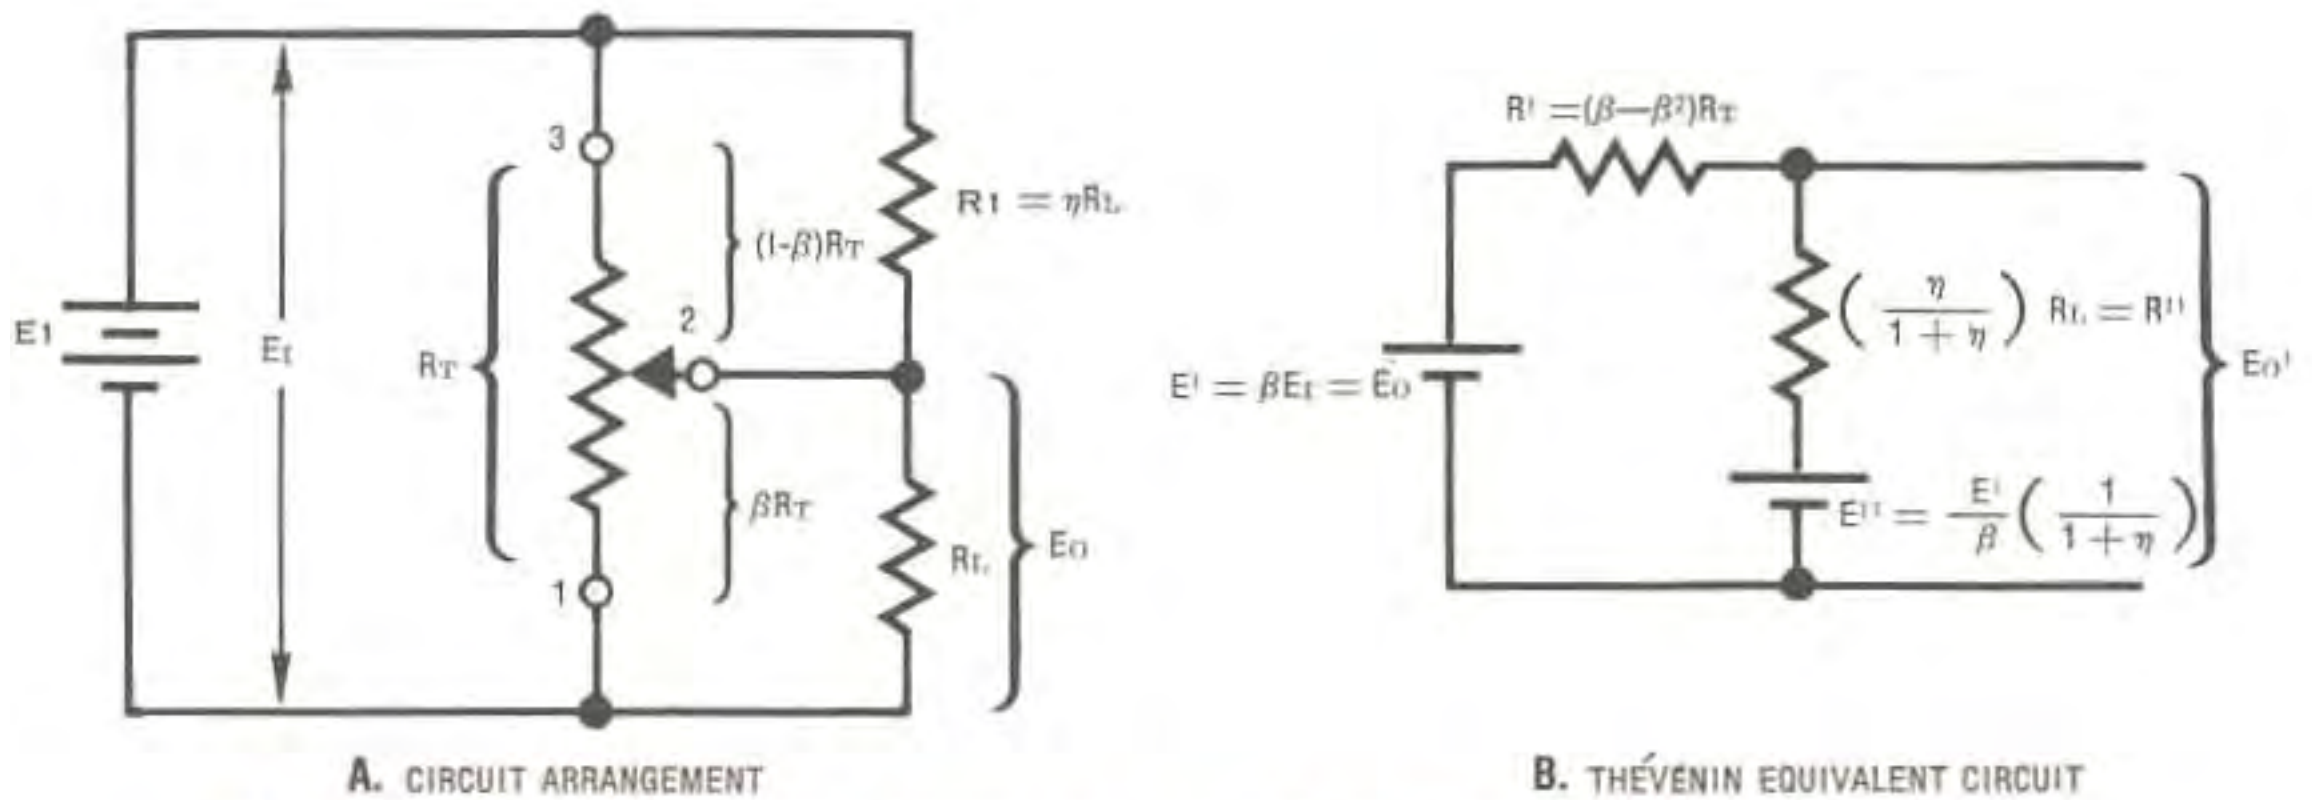 E1
EI
RT
3
2
1
(1-β)RT
βRT
R1 = ηRL
RL
EO
A. CIRCUIT ARRANGEMENT
R' =(β—β²)RT
E' = βEI = EO
(η / 1 + η) RL = R''
E'' = E'/β (1 / 1 + η)
EO'
B. THÉVENIN EQUIVALENT CIRCUIT